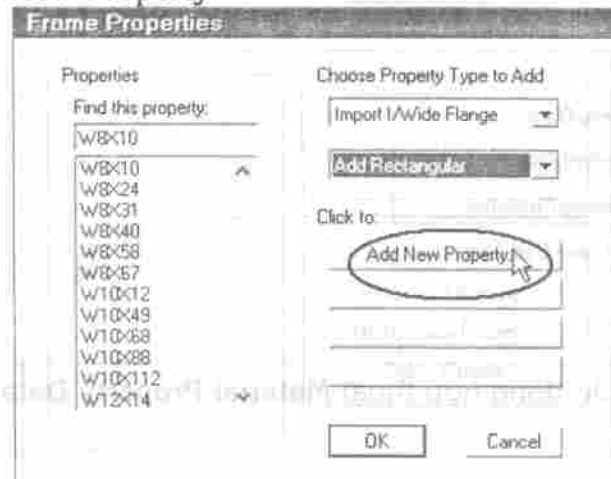 Frame Properties
Properties
Find this property:
W8X10
W8X10
W8X24
W8X31
W8X40
W8X58
W8X67
W10X12
W10X49
W10X68
W10X88
W10X112
W12X14
Choose Property Type to Add
Import I/Wide Flange
Add Rectangular
Click to:
Add New Property..
OK
Cancel